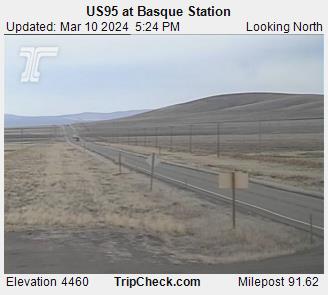 US95 at Basque Station
Updated: Mar 10 2024 5:24 PM Looking North
Elevation 4460 TripCheck.com Milepost 91.62